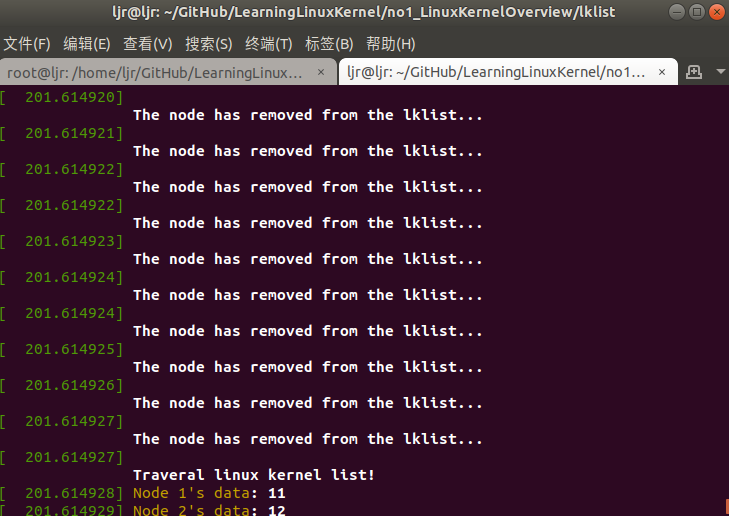 ljr@ljr: ~/GitHub/LearningLinuxKernel/no1_LinuxKernelOverview/lklist
文件(F) 编辑(E) 查看(V) 搜索(S) 终端(T) 标签(B) 帮助(H)
root@ljr: /home/ljr/GitHub/LearningLinux... × ljr@ljr: ~/GitHub/LearningLinuxKernel/no1... ×
[  201.614920]
The node has removed from the lklist...
[  201.614921]
The node has removed from the lklist...
[  201.614922]
The node has removed from the lklist...
[  201.614922]
The node has removed from the lklist...
[  201.614923]
The node has removed from the lklist...
[  201.614924]
The node has removed from the lklist...
[  201.614924]
The node has removed from the lklist...
[  201.614925]
The node has removed from the lklist...
[  201.614926]
The node has removed from the lklist...
[  201.614927]
The node has removed from the lklist...
[  201.614927]
Traveral linux kernel list!
[  201.614928] Node 1's data: 11
[  201.614929] Node 2's data: 12